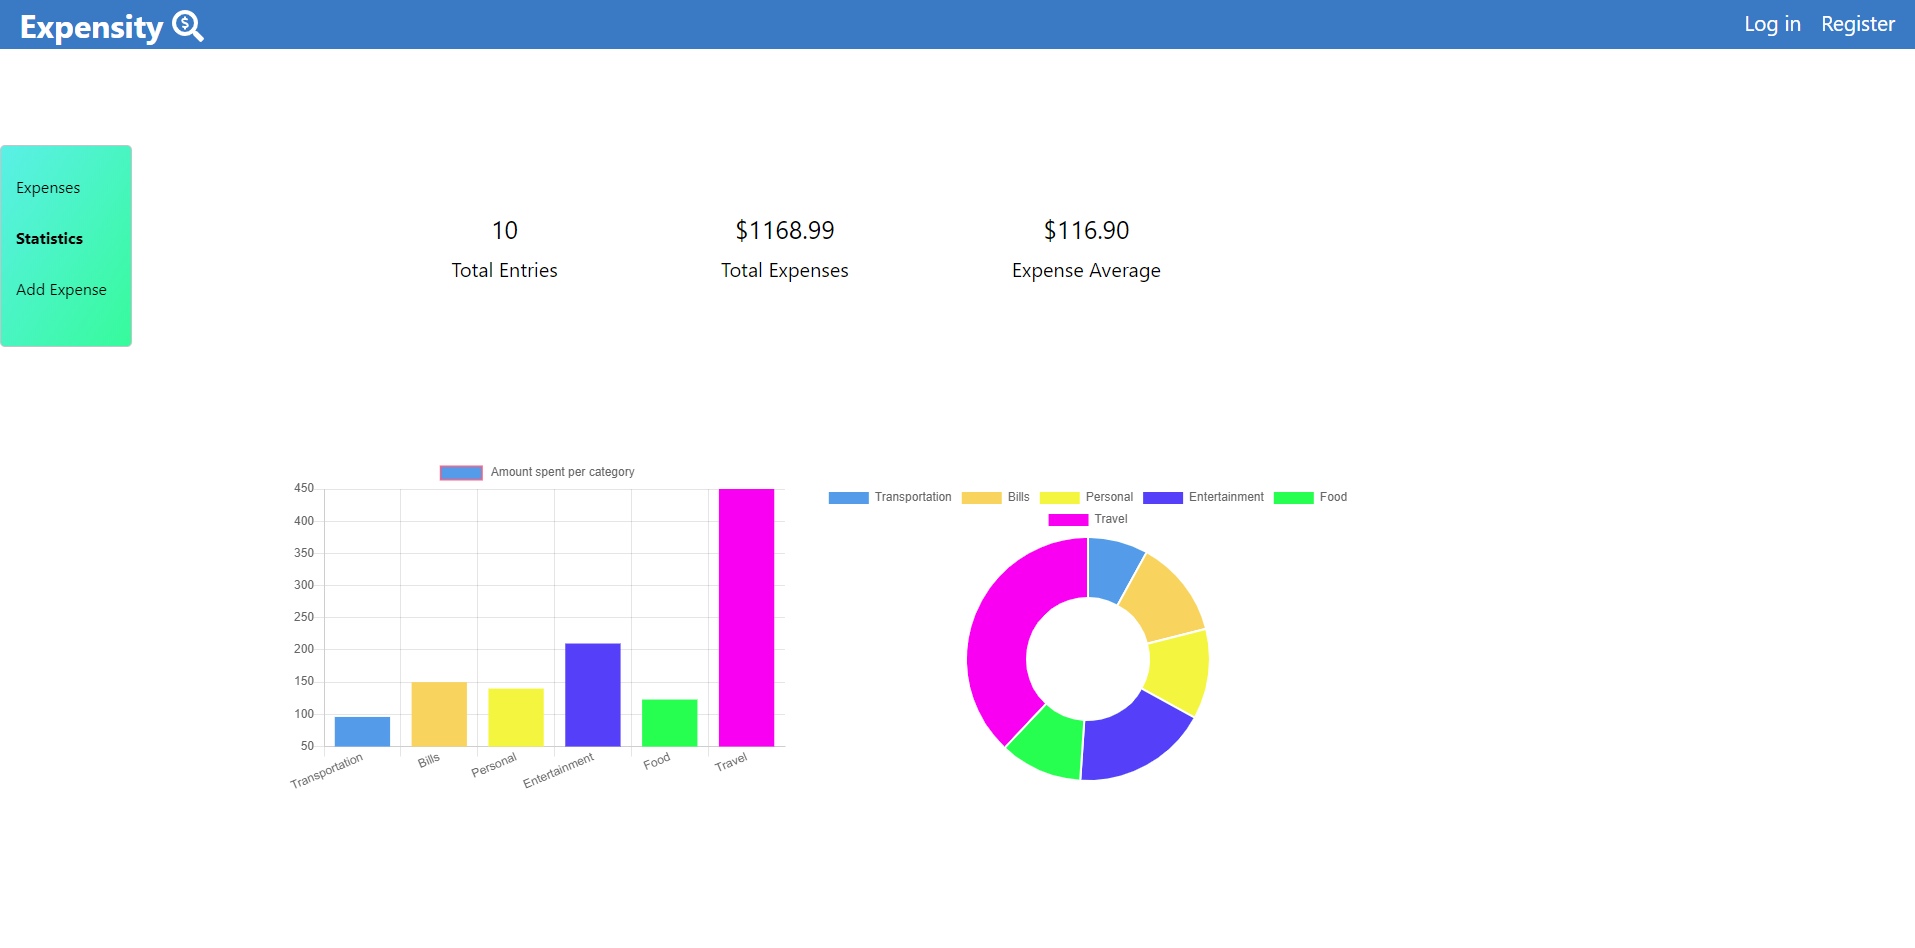 Expensity
Log in Register
Expenses
Statistics
Add Expense
10
Total Entries
$1168.99
Total Expenses
$116.90
Expense Average
Amount spent per category
450
400
350
300
250
200
150
100
50
Transportation
Bills
Personal
Entertainment
Food
Travel
Transportation Bills Personal Entertainment Food
Travel